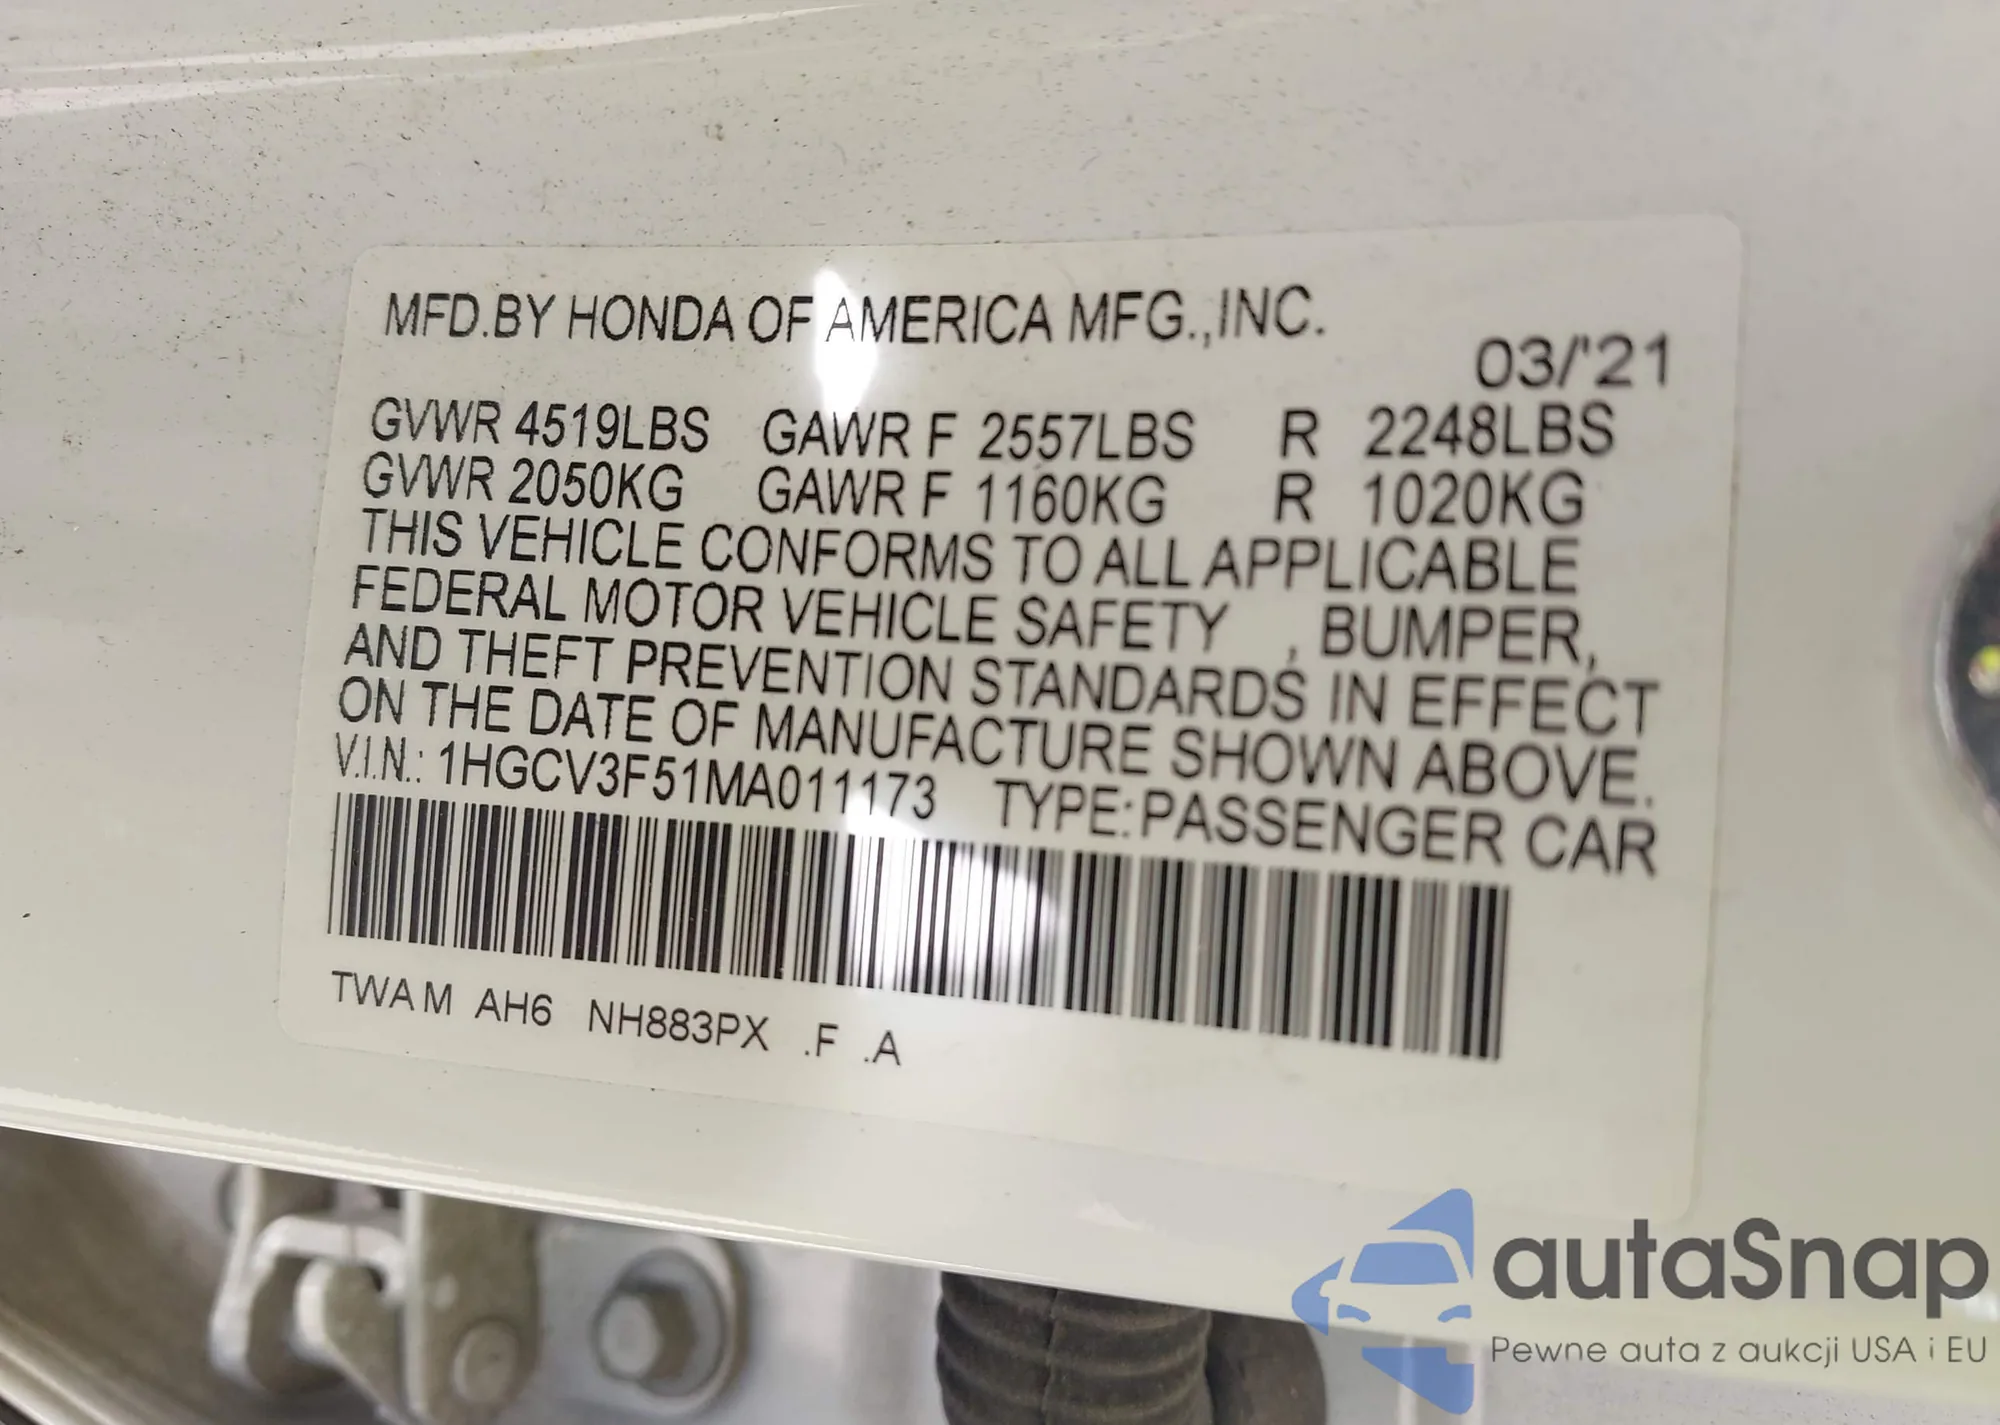 MFD.BY HONDA OF AMERICA MFG.,INC.
03/'21
GVWR 4519LBS GAWR F 2557LBS R 2248LBS
GVWR 2050KG GAWR F 1160KG R 1020KG
THIS VEHICLE CONFORMS TO ALL APPLICABLE
FEDERAL MOTOR VEHICLE SAFETY , BUMPER,
AND THEFT PREVENTION STANDARDS IN EFFECT
ON THE DATE OF MANUFACTURE SHOWN ABOVE.
V.I.N.: 1HGCV3F51MA011173 TYPE:PASSENGER CAR
TWAM AH6 NH883PX .F .A
autaSnap
Pewne auta z aukcji USA i EU